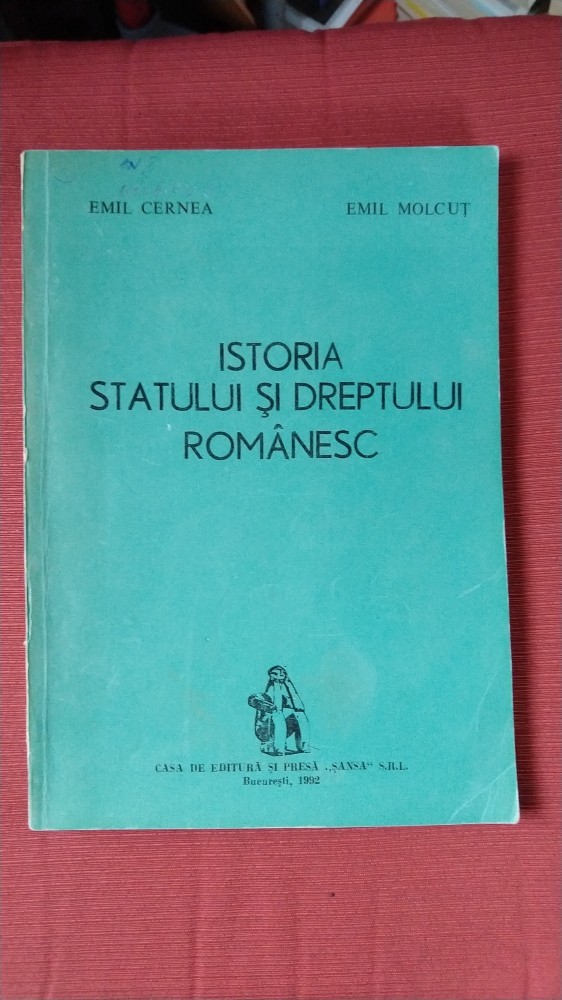 EMIL CERNEA EMIL MOLCUȚ
ISTORIA
STATULUI ȘI DREPTULUI
ROMÂNESC
CASA DE EDITURĂ ȘI PRESĂ „ȘANSA“ S.R.L.
București, 1992